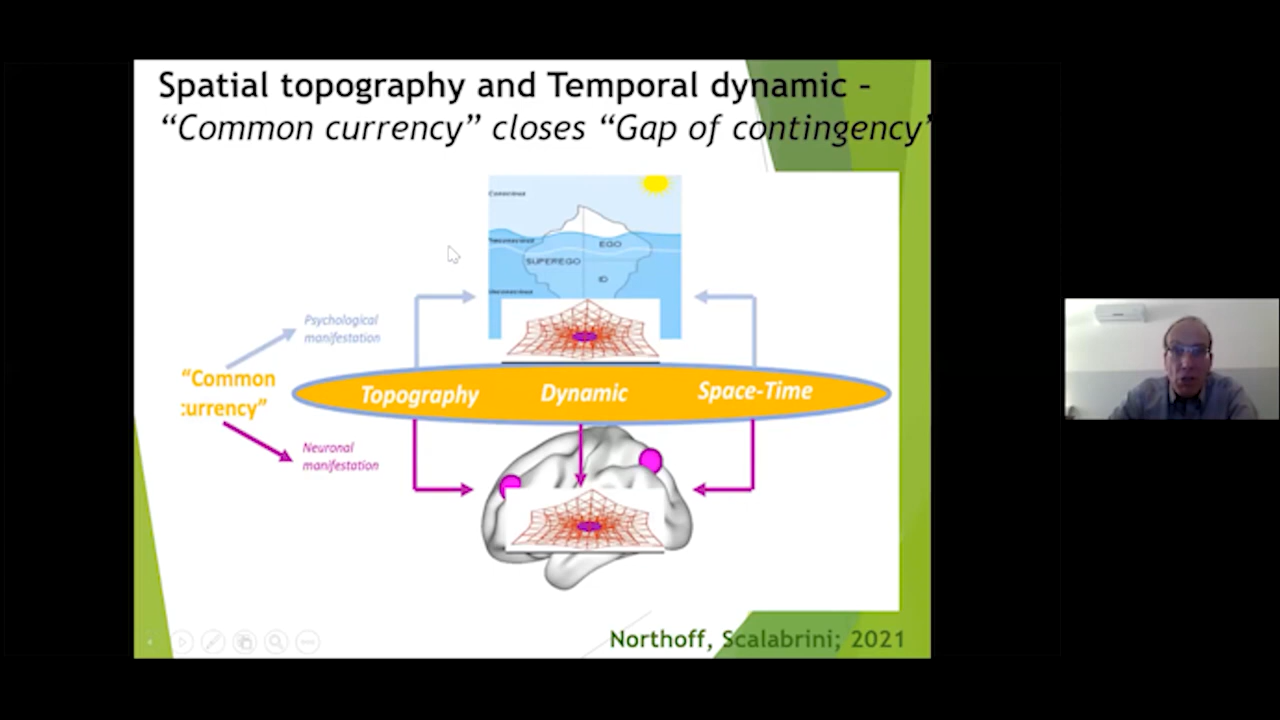 Spatial topography and Temporal dynamic –
“Common currency” closes “Gap of contingency”
Conscious
Preconscious
EGO
SUPEREGO
ID
Unconscious
Psychological
manifestation
“Common
currency”
Topography Dynamic Space-Time
Neuronal
manifestation
Northoff, Scalabrini; 2021